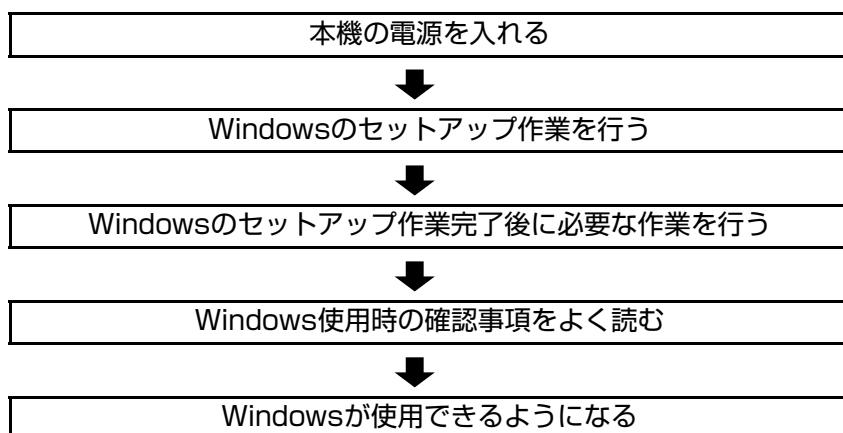 本機の電源を入れる
Windowsのセットアップ作業を行う
Windowsのセットアップ作業完了後に必要な作業を行う
Windows使用時の確認事項をよく読む
Windowsが使用できるようになる